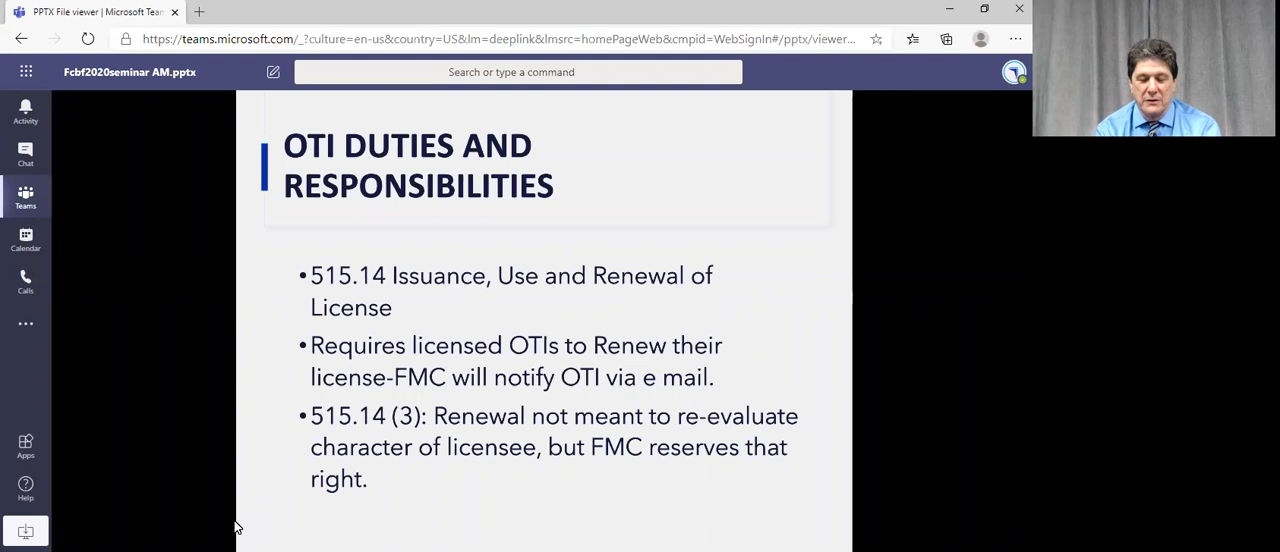 PPTX File viewer | Microsoft Tea
https://teams.microsoft.com/_?culture=en-us&country=US&lm=deeplink&lmsrc=homePageWeb&cmpid=WebSignIn#/pptx/viewer...
Fcbf2020seminar AM.pptx
Search or type a command
Activity
Chat
Teams
Calendar
Calls
Apps
Help
OTI DUTIES AND
RESPONSIBILITIES
•515.14 Issuance, Use and Renewal of
License
•Requires licensed OTIs to Renew their
license-FMC will notify OTI via e mail.
•515.14 (3): Renewal not meant to re-evaluate
character of licensee, but FMC reserves that
right.